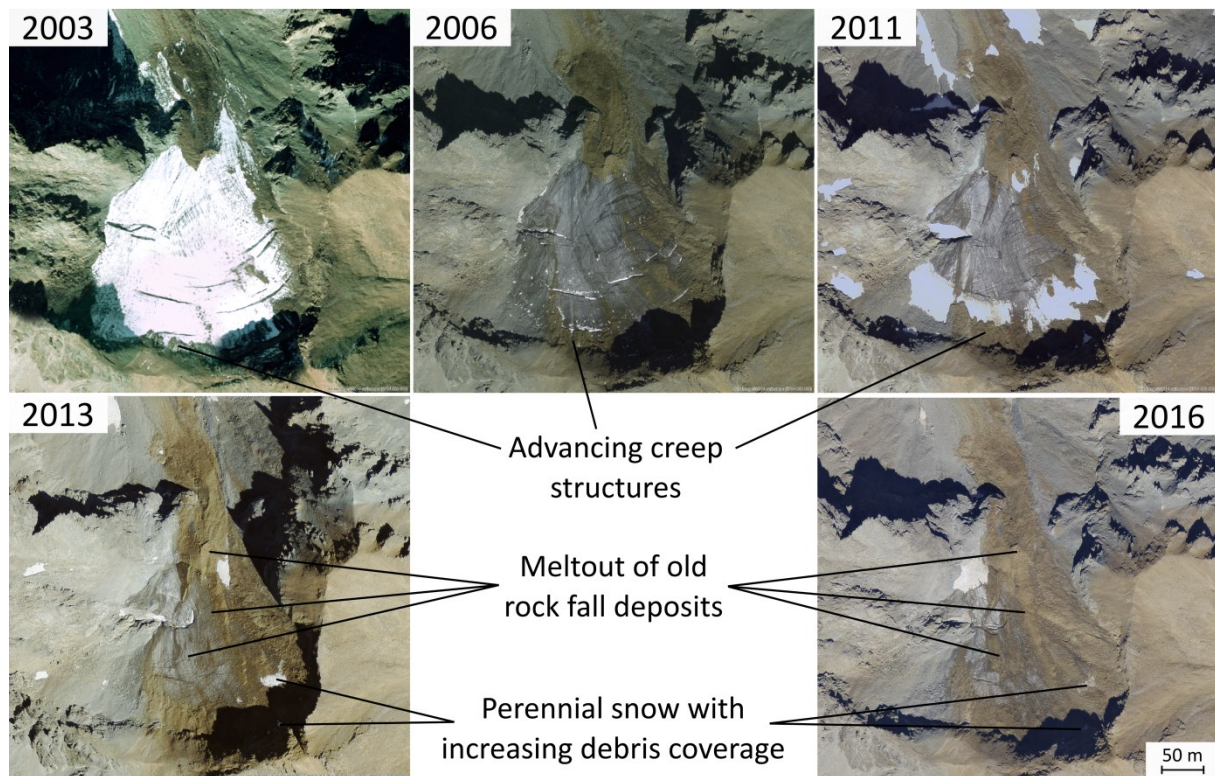 2003
2006
2011
Advancing creep
structures
2013
2016
Meltout of old
rock fall deposits
Perennial snow with
increasing debris coverage
50 m